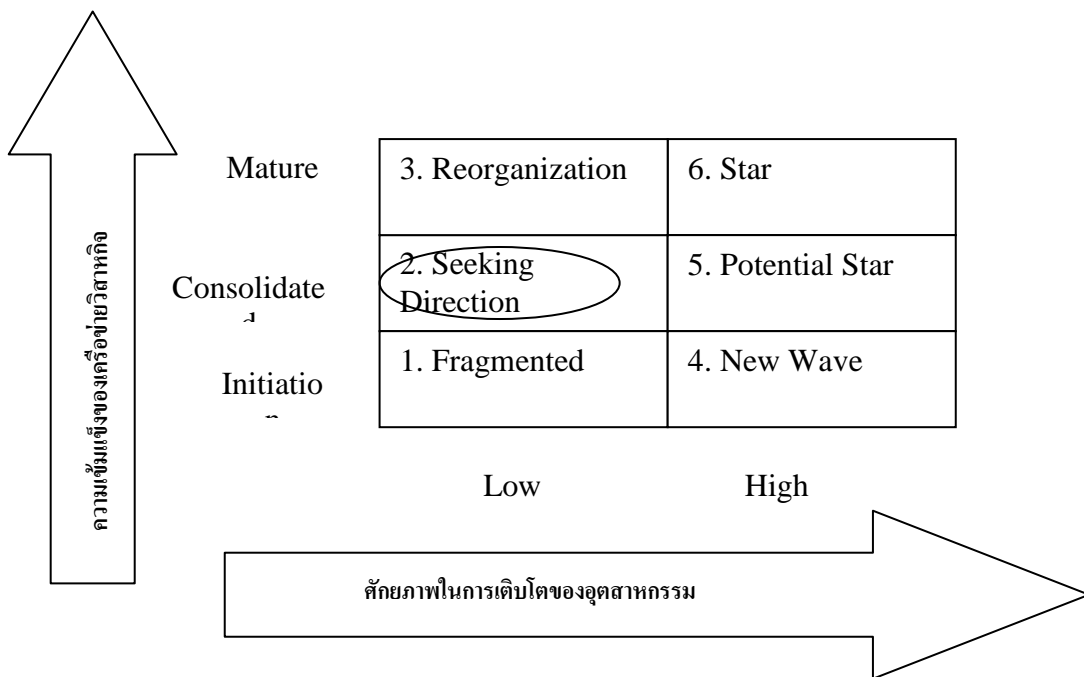 ความเข้มแข็งของเครือข่ายวิสาหกิจ
Mature
3. Reorganization
6. Star
Consolidate
d
2. Seeking
Direction
5. Potential Star
Initiatio
n
1. Fragmented
4. New Wave
Low
High
ศักยภาพในการเติบโตของอุตสาหกรรม